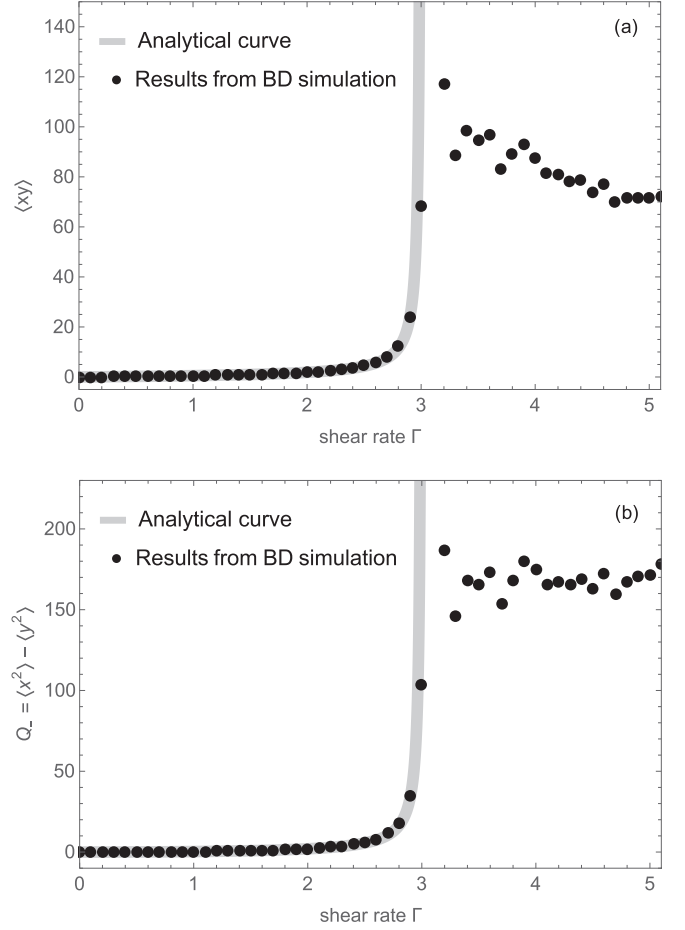 140
120
100
80
60
40
20
0
⟨xy⟩
(a)
Analytical curve
Results from BD simulation
0 1 2 3 4 5
shear rate Γ
200
150
100
50
0
Q₋ = ⟨x²⟩ − ⟨y²⟩
(b)
Analytical curve
Results from BD simulation
0 1 2 3 4 5
shear rate Γ